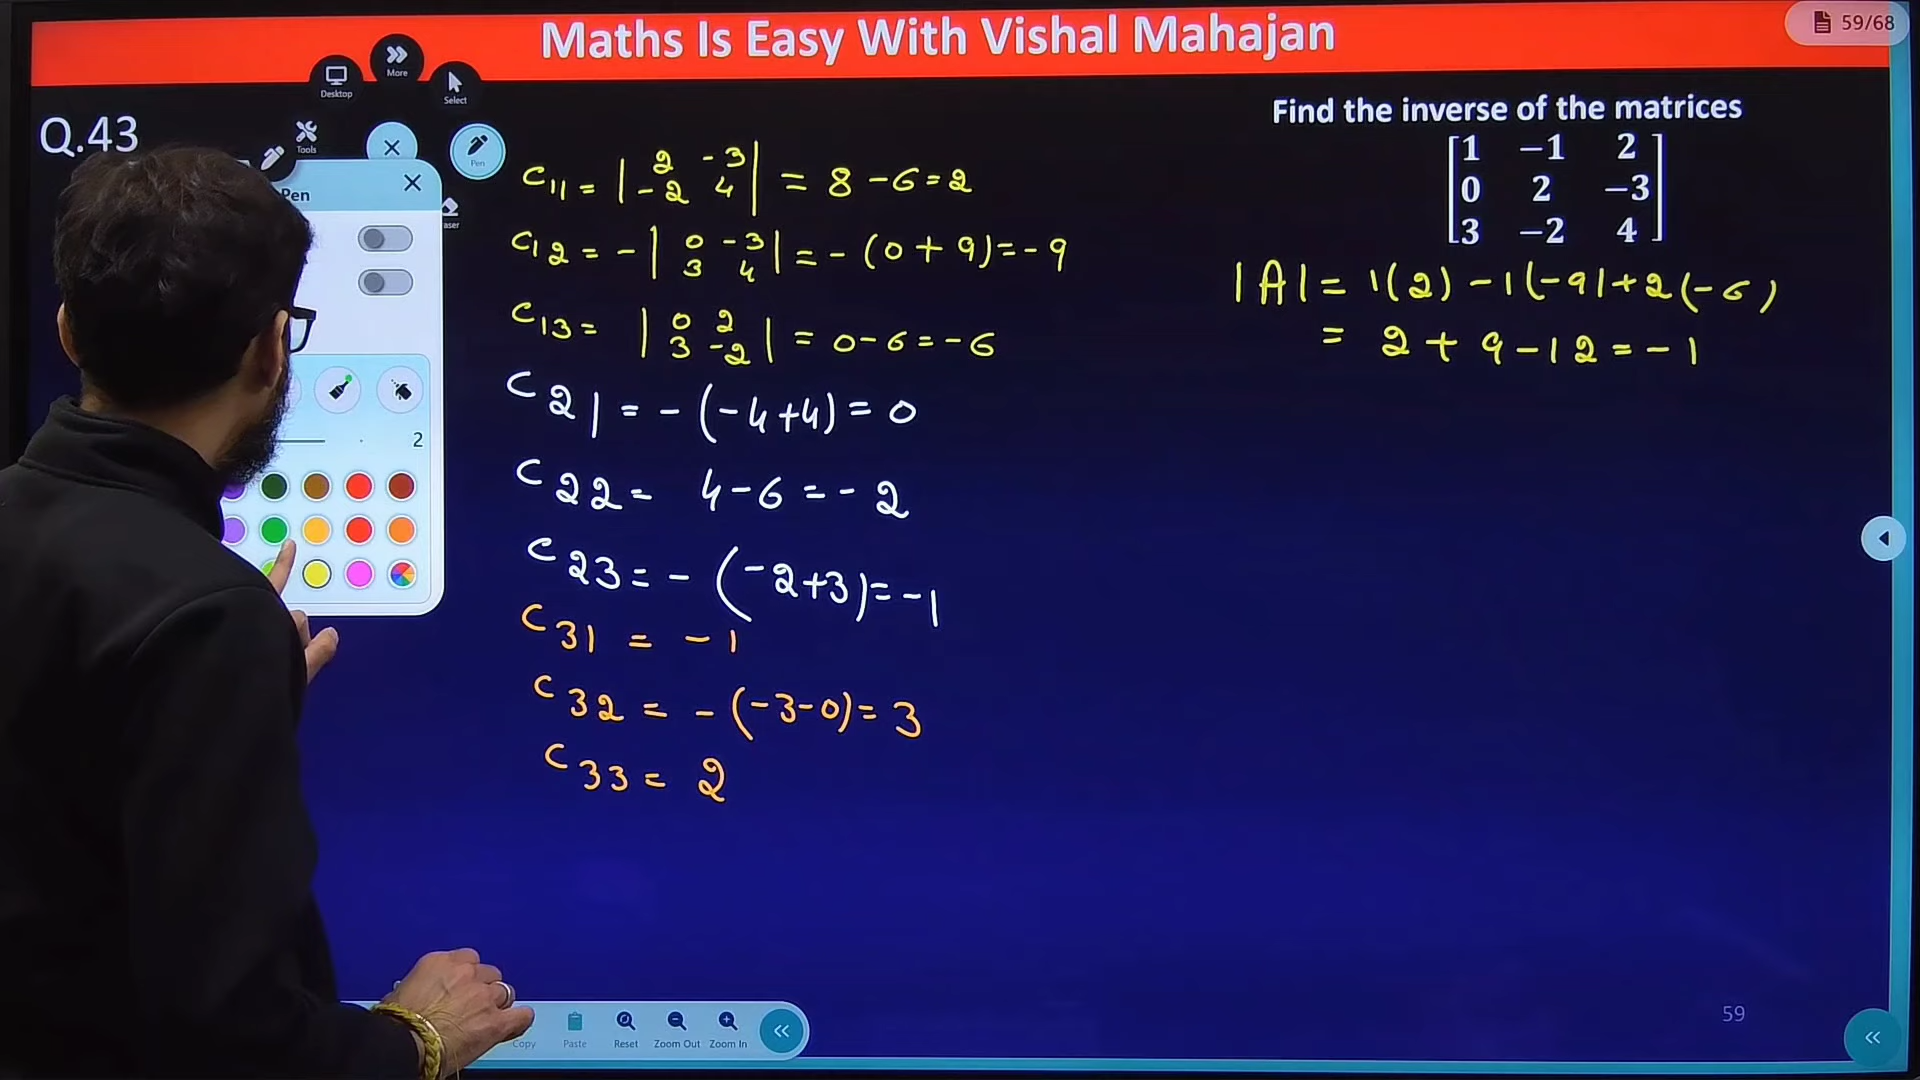 Maths Is Easy With Vishal Mahajan
59/68
Desktop
More
Select
Q.43
Tools
Pen
Pen
2
Find the inverse of the matrices
[1 −1 2]
[0 2 −3]
[3 −2 4]
|A| = 1(2) −1(−9)+2(−6)
= 2 + 9 − 12 = −1
C11 = |2 −3| = 8 − 6 = 2
|−2 4|
C12 = −|0 −3| = −(0 + 9) = −9
|3 4|
C13 = |0 2| = 0−6 = −6
|3 −2|
C21 = −(−4+4) = 0
C22 = 4−6 = −2
C23 = −(−2+3) = −1
C31 = −1
C32 = −(−3−0) = 3
C33 = 2
59
Copy
Paste
Reset
Zoom Out
Zoom In